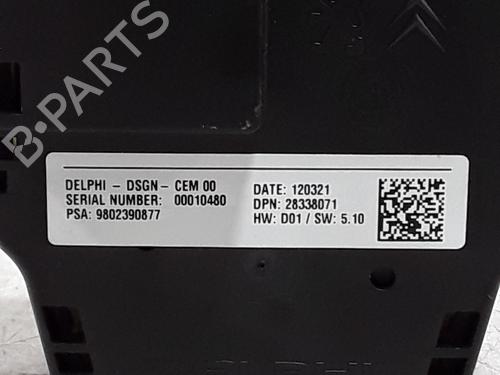 B-PARTS
DELPHI - DSGN - CEM 00
SERIAL NUMBER: 00010480
PSA: 9802390877
DATE: 120321
DPN: 28338071
HW: D01 / SW: 5.10